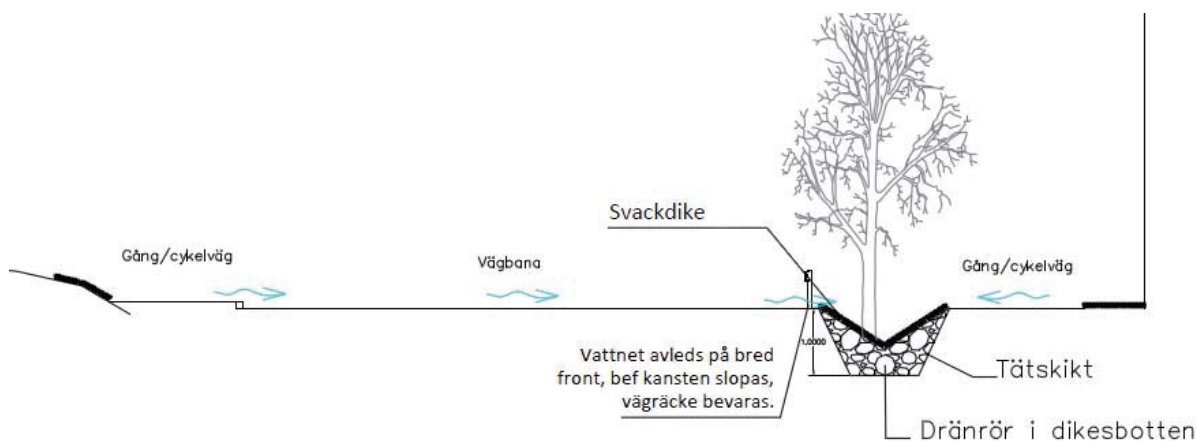 Svackdike
Gång/cykelväg
Vägbana
Gång/cykelväg
1,0000
Vattnet avleds på bred
front, bef kansten slopas,
vägräcke bevaras.
Tätskikt
Dränrör i dikesbotten